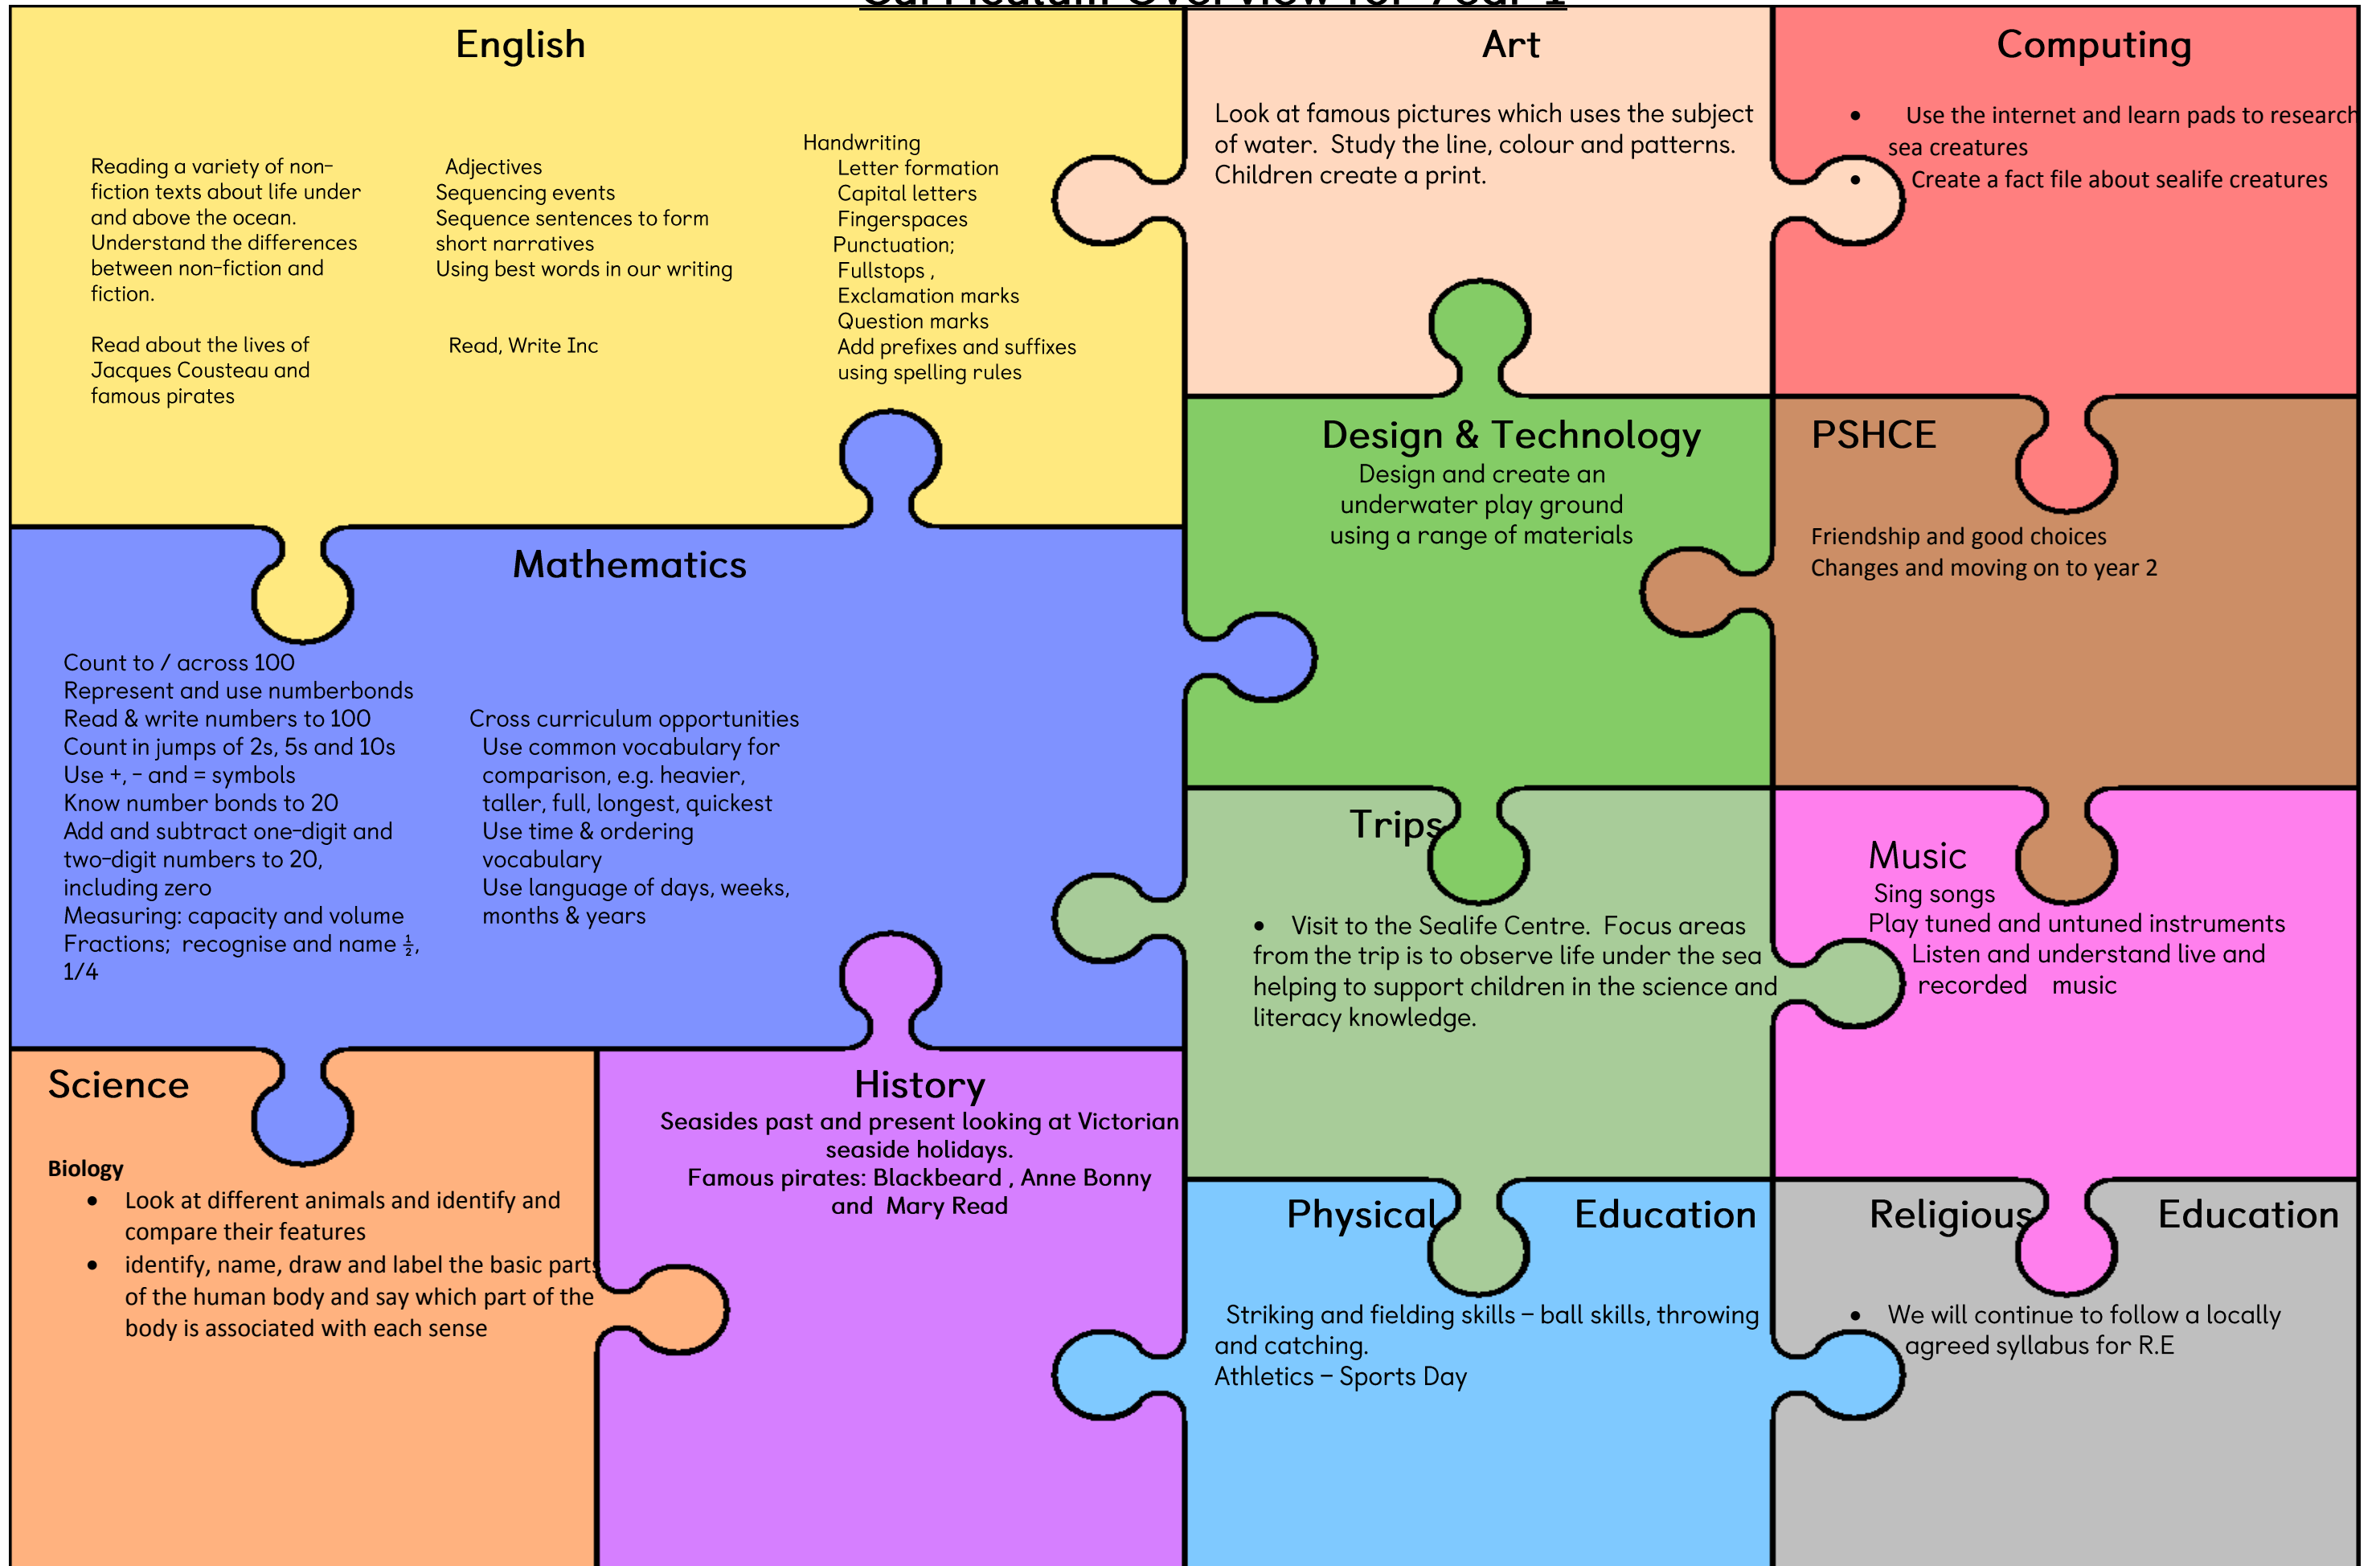 Curriculum Overview for Year 1
English
Reading a variety of non-
fiction texts about life under
and above the ocean.
Understand the differences
between non-fiction and
fiction.
Read about the lives of
Jacques Cousteau and
famous pirates
Adjectives
Sequencing events
Sequence sentences to form
short narratives
Using best words in our writing
Read, Write Inc
Handwriting
Letter formation
Capital letters
Fingerspaces
Punctuation;
Fullstops ,
Exclamation marks
Question marks
Add prefixes and suffixes
using spelling rules
Art
Look at famous pictures which uses the subject
of water. Study the line, colour and patterns.
Children create a print.
Computing
• Use the internet and learn pads to research
sea creatures
• Create a fact file about sealife creatures
Mathematics
Count to / across 100
Represent and use numberbonds
Read & write numbers to 100
Count in jumps of 2s, 5s and 10s
Use +, - and = symbols
Know number bonds to 20
Add and subtract one-digit and
two-digit numbers to 20,
including zero
Measuring: capacity and volume
Fractions; recognise and name ½,
1/4
Cross curriculum opportunities
Use common vocabulary for
comparison, e.g. heavier,
taller, full, longest, quickest
Use time & ordering
vocabulary
Use language of days, weeks,
months & years
Design & Technology
Design and create an
underwater play ground
using a range of materials
PSHCE
Friendship and good choices
Changes and moving on to year 2
Trips
• Visit to the Sealife Centre. Focus areas
from the trip is to observe life under the sea
helping to support children in the science and
literacy knowledge.
Music
Sing songs
Play tuned and untuned instruments
Listen and understand live and
recorded music
Science
Biology
• Look at different animals and identify and
compare their features
• identify, name, draw and label the basic parts
of the human body and say which part of the
body is associated with each sense
History
Seasides past and present looking at Victorian
seaside holidays.
Famous pirates: Blackbeard , Anne Bonny
and Mary Read
Physical Education
Striking and fielding skills – ball skills, throwing
and catching.
Athletics – Sports Day
Religious Education
• We will continue to follow a locally
agreed syllabus for R.E